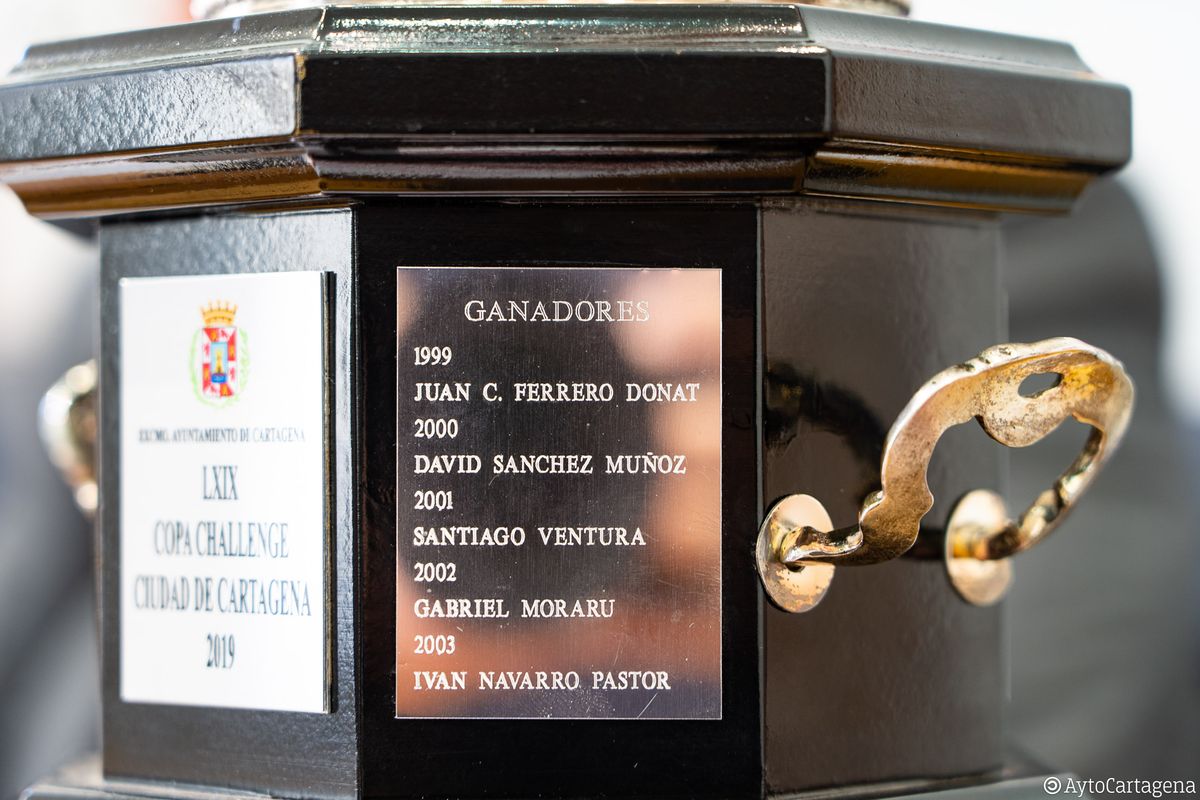 EXCMO. AYUNTAMIENTO DE CARTAGENA
LXIX
COPA CHALLENGE
CIUDAD DE CARTAGENA
2019
GANADORES
1999
JUAN C. FERRERO DONAT
2000
DAVID SANCHEZ MUÑOZ
2001
SANTIAGO VENTURA
2002
GABRIEL MORARU
2003
IVAN NAVARRO PASTOR
AytoCartagena